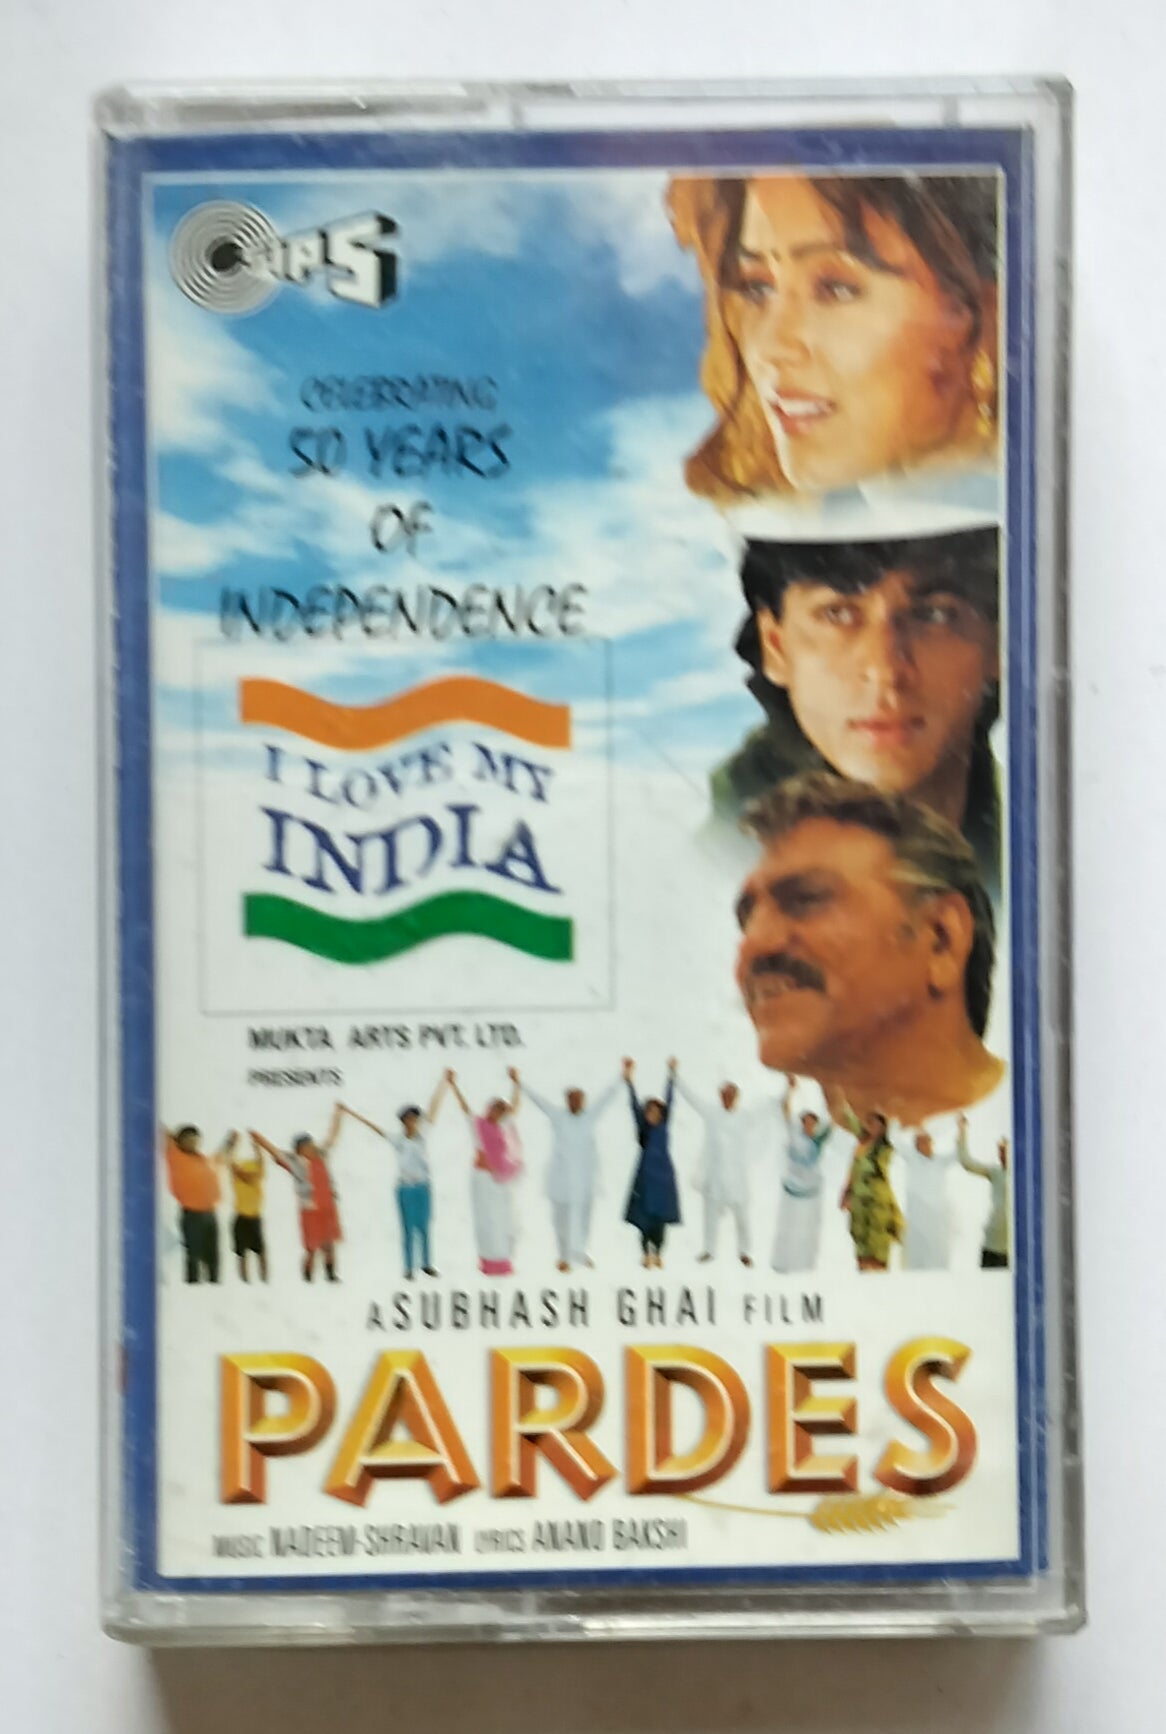 TIPS
CELEBRATING
50 YEARS
OF
INDEPENDENCE
I LOVE MY
INDIA
MUKTA ARTS PVT. LTD.
PRESENTS
A SUBHASH GHAI FILM
PARDES
MUSIC NADEEM-SHRAVAN LYRICS ANAND BAKSHI